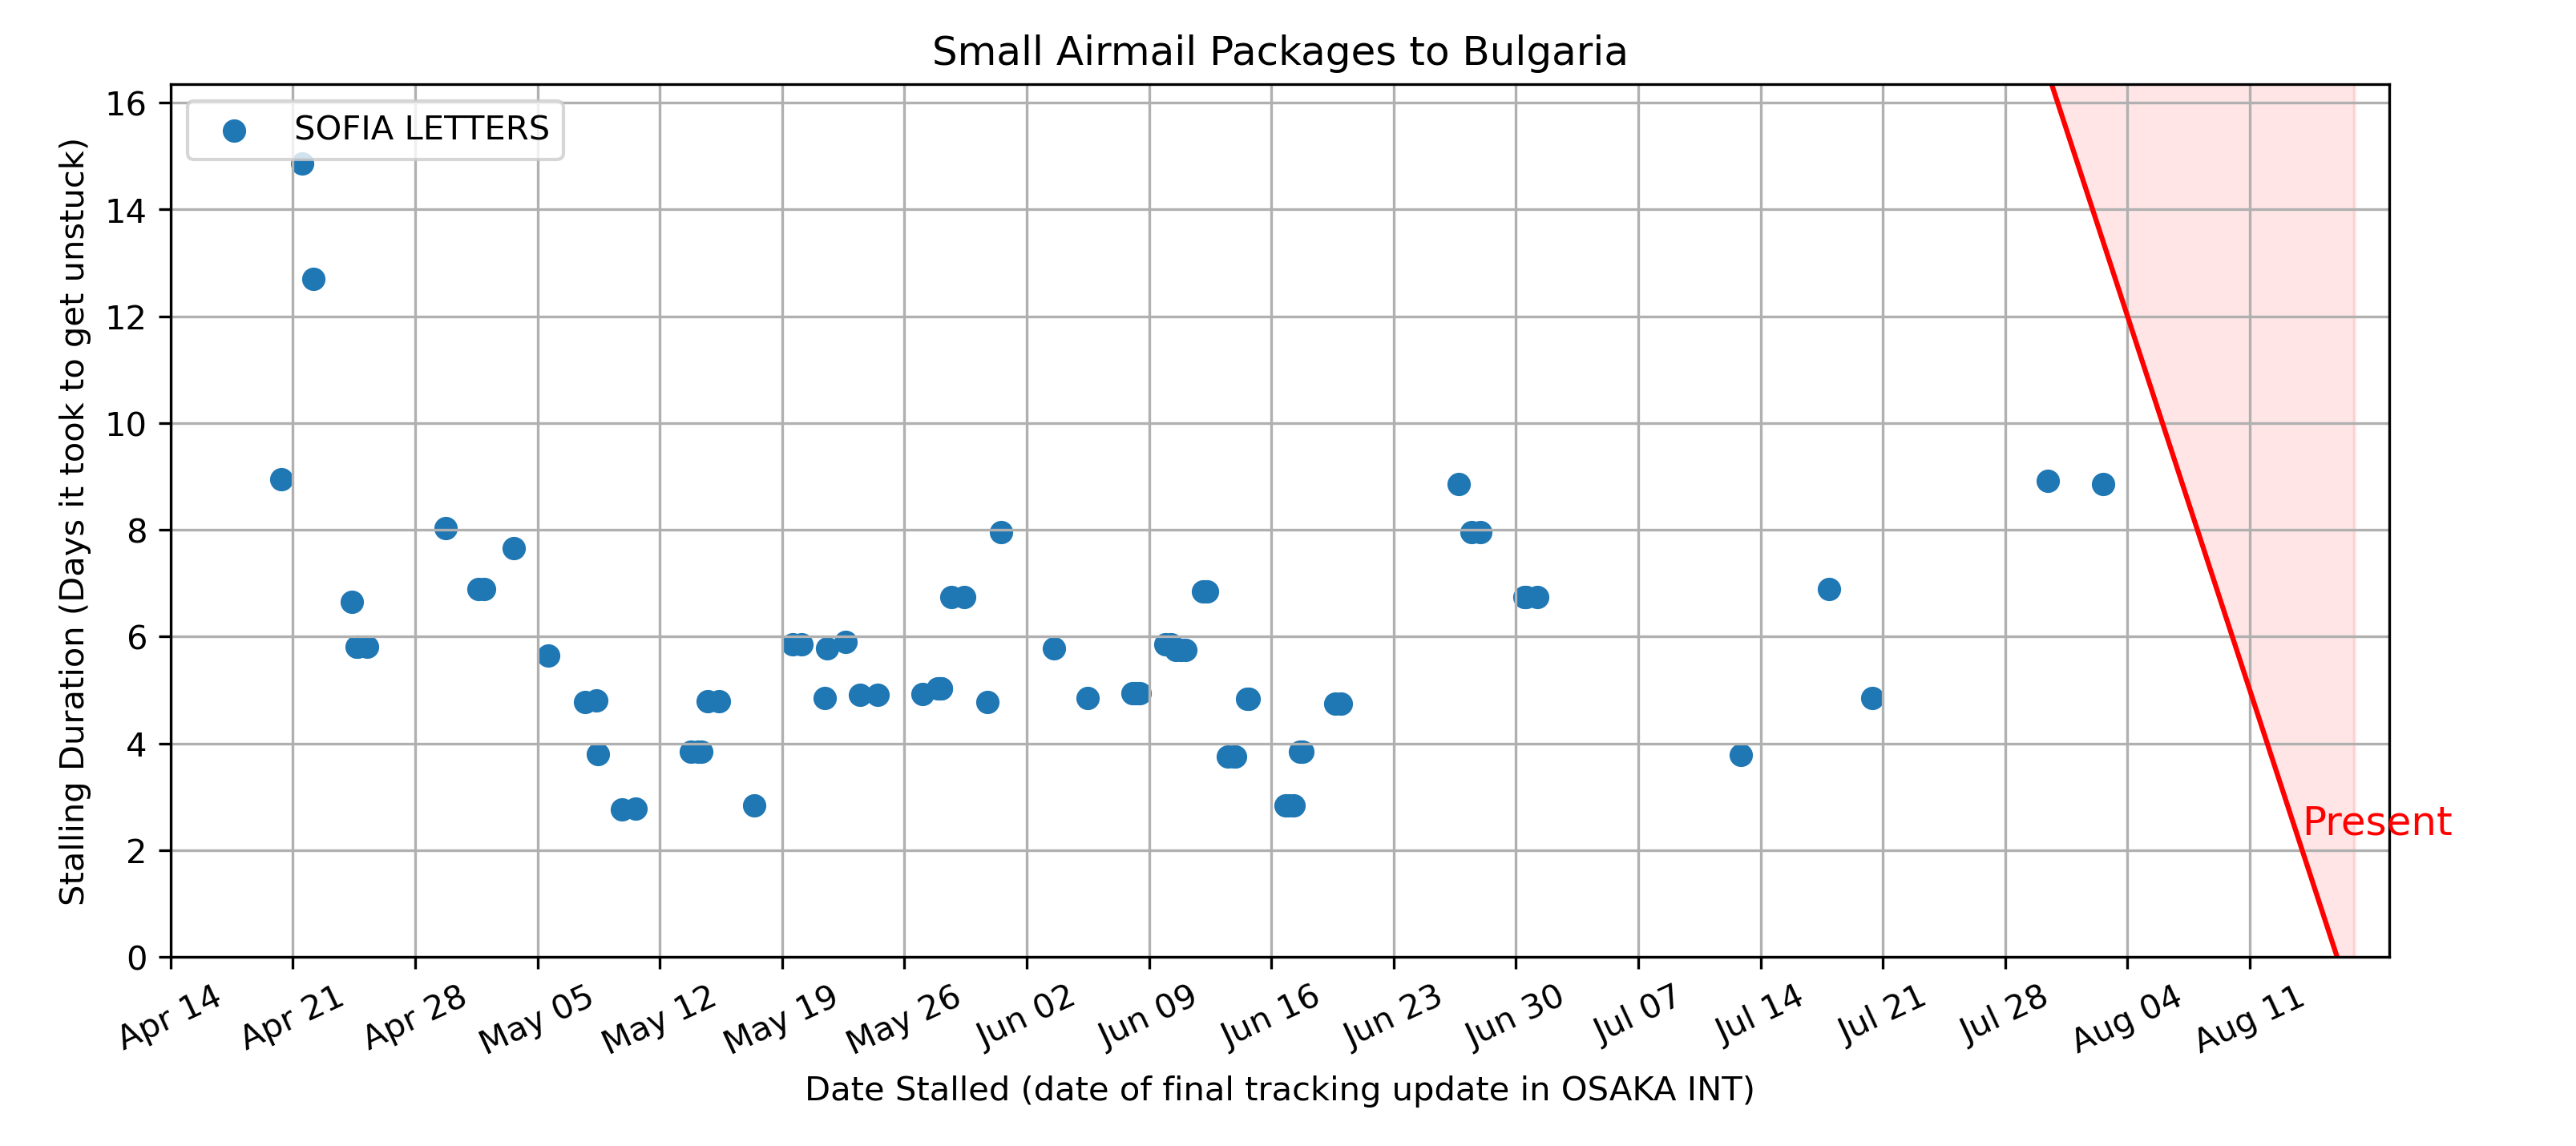 Small Airmail Packages to Bulgaria
SOFIA LETTERS
Stalling Duration (Days it took to get unstuck)
16
14
12
10
8
6
4
2
0
Present
Apr 14 Apr 21 Apr 28 May 05 May 12 May 19 May 26 Jun 02 Jun 09 Jun 16 Jun 23 Jun 30 Jul 07 Jul 14 Jul 21 Jul 28 Aug 04 Aug 11
Date Stalled (date of final tracking update in OSAKA INT)